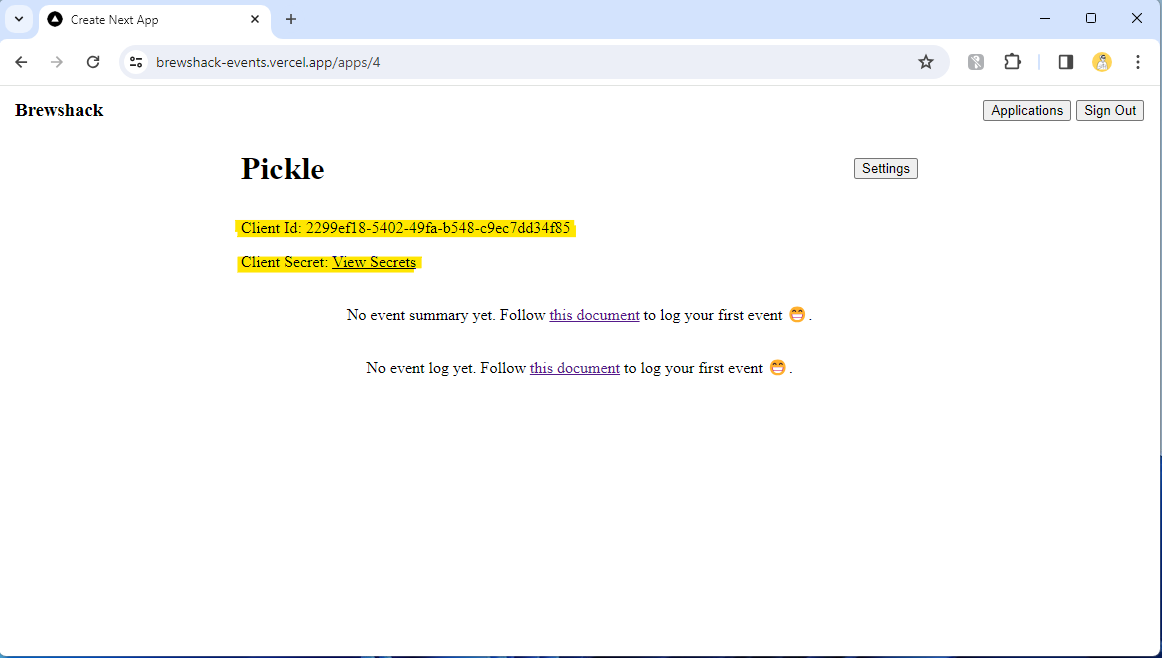 Create Next App
brewshack-events.vercel.app/apps/4
Brewshack
Applications
Sign Out
Pickle
Settings
Client Id: 2299ef18-5402-49fa-b548-c9ec7dd34f85
Client Secret: View Secrets
No event summary yet. Follow this document to log your first event 😁.
No event log yet. Follow this document to log your first event 😁.